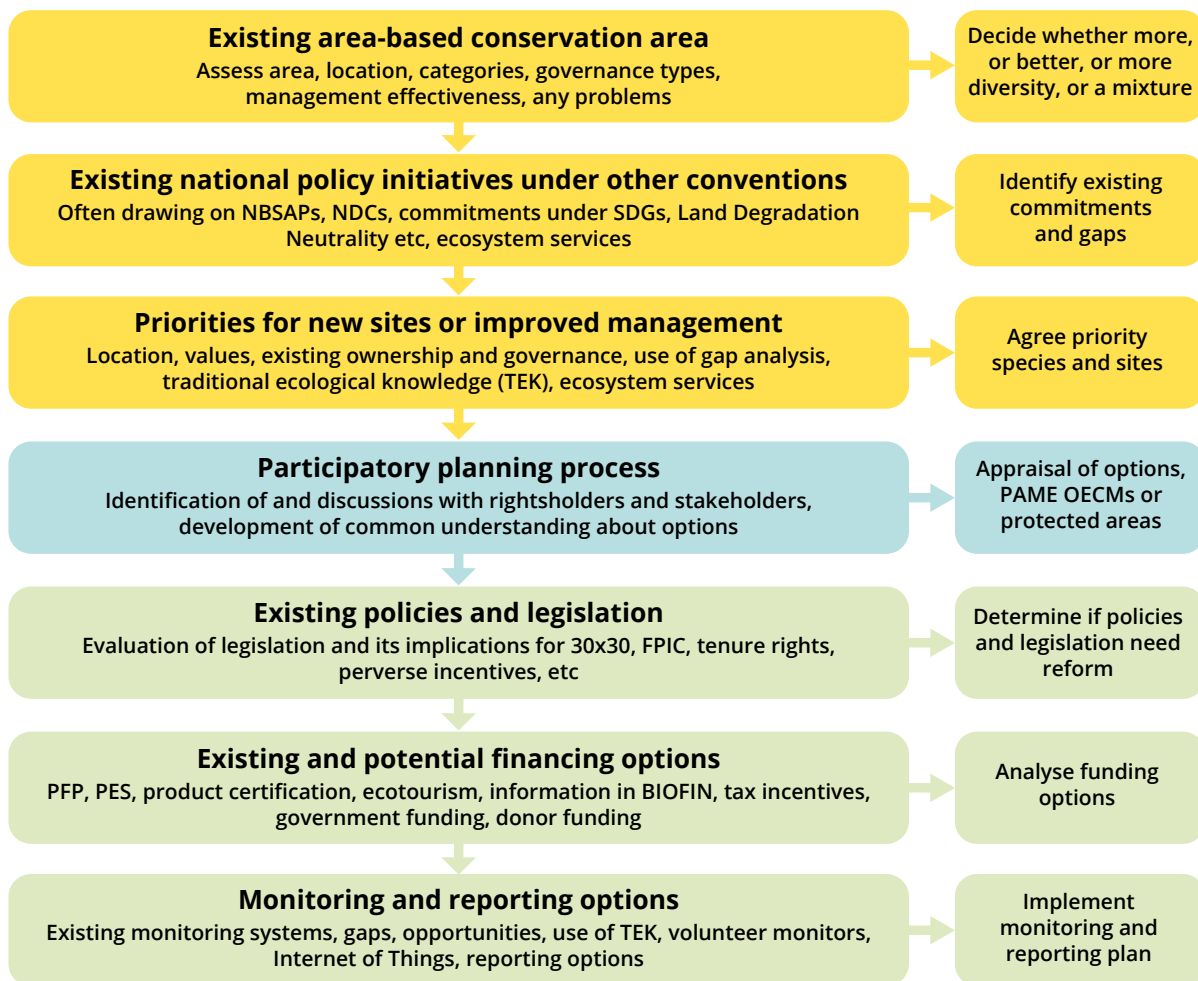 Existing area-based conservation area
Assess area, location, categories, governance types,
management effectiveness, any problems
Decide whether more,
or better, or more
diversity, or a mixture
Existing national policy initiatives under other conventions
Often drawing on NBSAPs, NDCs, commitments under SDGs, Land Degradation
Neutrality etc, ecosystem services
Identify existing
commitments
and gaps
Priorities for new sites or improved management
Location, values, existing ownership and governance, use of gap analysis,
traditional ecological knowledge (TEK), ecosystem services
Agree priority
species and sites
Participatory planning process
Identification of and discussions with rightsholders and stakeholders,
development of common understanding about options
Appraisal of options,
PAME OECMs or
protected areas
Existing policies and legislation
Evaluation of legislation and its implications for 30x30, FPIC, tenure rights,
perverse incentives, etc
Determine if policies
and legislation need
reform
Existing and potential financing options
PFP, PES, product certification, ecotourism, information in BIOFIN, tax incentives,
government funding, donor funding
Analyse funding
options
Monitoring and reporting options
Existing monitoring systems, gaps, opportunities, use of TEK, volunteer monitors,
Internet of Things, reporting options
Implement
monitoring and
reporting plan